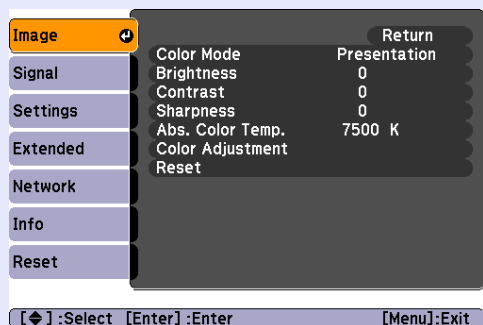 Image
Signal
Settings
Extended
Network
Info
Reset
Return
Color Mode Presentation
Brightness 0
Contrast 0
Sharpness 0
Abs. Color Temp. 7500 K
Color Adjustment
Reset
[◆] :Select [Enter] :Enter [Menu]:Exit